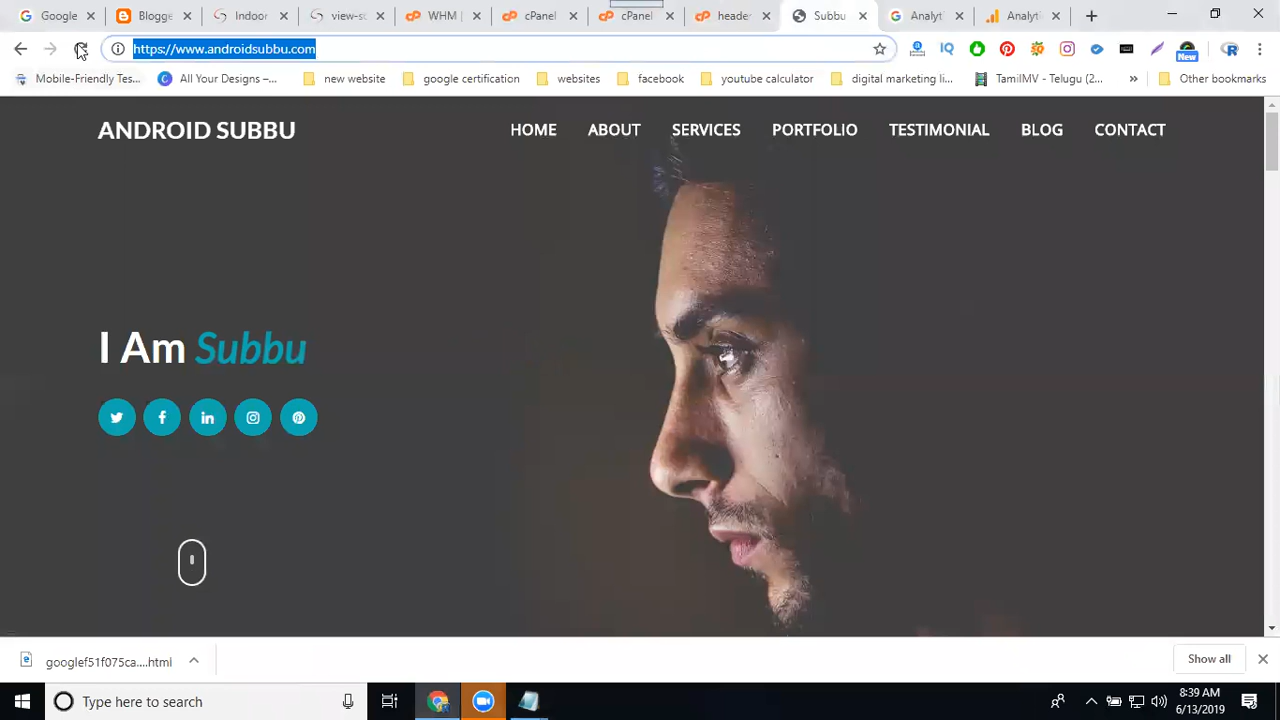 Google
Blogge
Indoor
view-s
WHM |
cPanel
cPanel
header
Subbu
Analyt
Analyt
https://www.androidsubbu.com
New
Mobile-Friendly Tes...
All Your Designs –...
new website
google certification
websites
facebook
youtube calculator
digital marketing li...
TamilMV - Telugu (2...
Other bookmarks
ANDROID SUBBU
HOME
ABOUT
SERVICES
PORTFOLIO
TESTIMONIAL
BLOG
CONTACT
I Am Subbu
googlef51f075ca....html
Show all
Type here to search
8:39 AM
6/13/2019